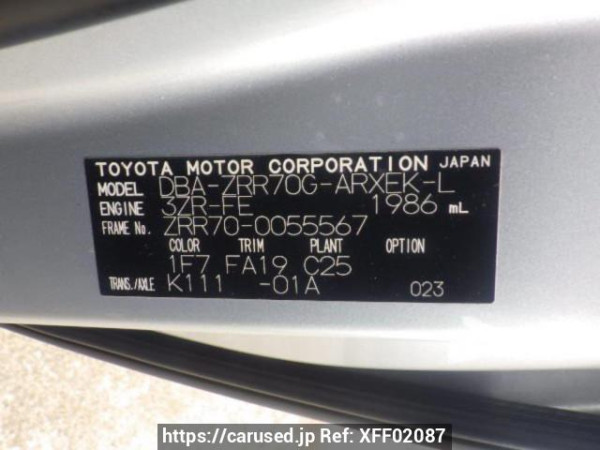 TOYOTA MOTOR CORPORATION JAPAN
MODEL DBA-ZRR70G-ARXEK-L
ENGINE 3ZR-FE 1986 mL
FRAME No. ZRR70-0055567
COLOR TRIM PLANT
1F7 FA19 C25
TRANS./AXLE K111 -01A 023
https://carused.jp Ref: XFF02087